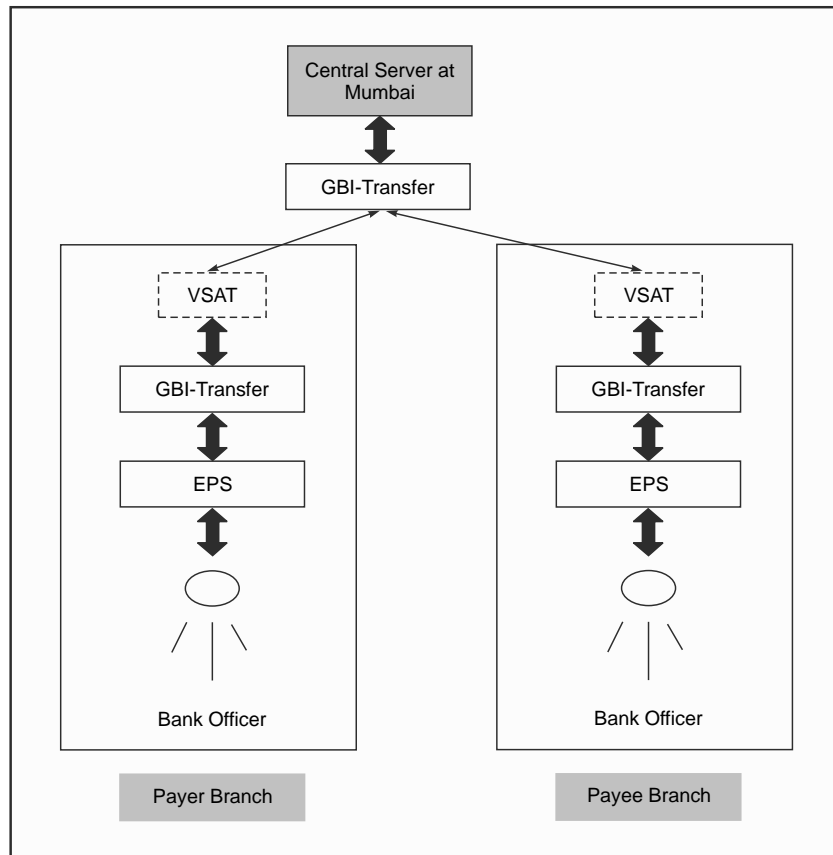 Central Server at
Mumbai
GBI-Transfer
VSAT
GBI-Transfer
EPS
Bank Officer
Payer Branch
VSAT
GBI-Transfer
EPS
Bank Officer
Payee Branch